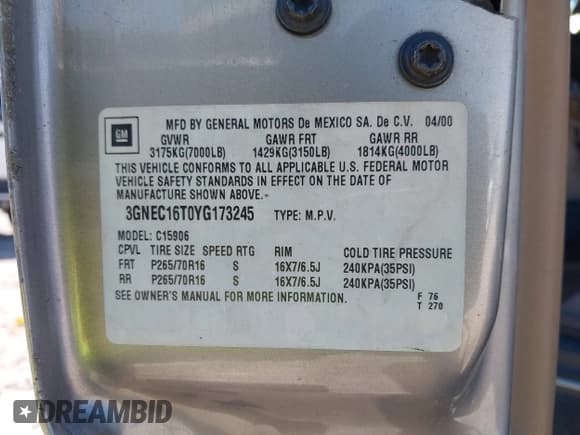 GM
MFD BY GENERAL MOTORS De MEXICO SA. De C.V. 04/00
GVWR GAWR FRT GAWR RR
3175KG(7000LB) 1429KG(3150LB) 1814KG(4000LB)
THIS VEHICLE CONFORMS TO ALL APPLICABLE U.S. FEDERAL MOTOR
VEHICLE SAFETY STANDARDS IN EFFECT ON THE DATE OF
MANUFACTURE SHOWN ABOVE.-
3GNEC16T0YG173245 TYPE: M.P.V.
MODEL: C15906
CPVL TIRE SIZE SPEED RTG RIM COLD TIRE PRESSURE
FRT P265/70R16 S 16X7/6.5J 240KPA(35PSI)
RR P265/70R16 S 16X7/6.5J 240KPA(35PSI)
SEE OWNER'S MANUAL FOR MORE INFORMATION.
F 76
T 270
DREAMBID